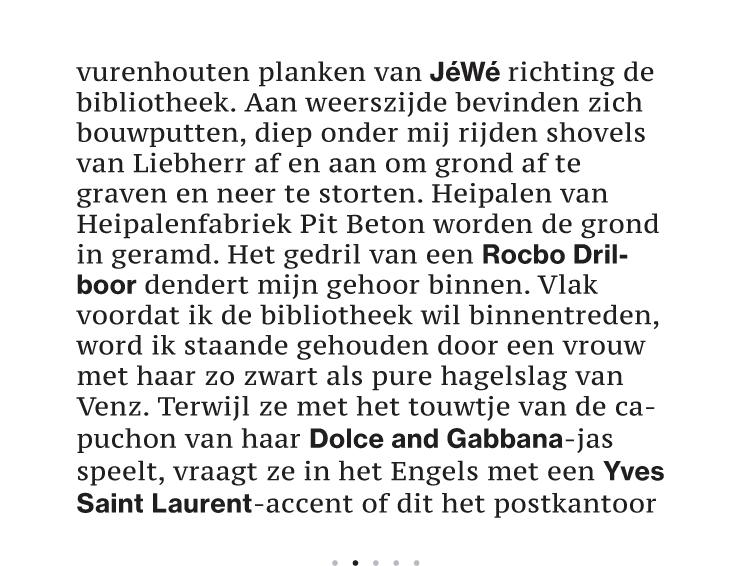 vurenhouten planken van JéWé richting de
bibliotheek. Aan weerszijde bevinden zich
bouwputten, diep onder mij rijden shovels
van Liebherr af en aan om grond af te
graven en neer te storten. Heipalen van
Heipalenfabriek Pit Beton worden de grond
in geramd. Het gedril van een Rocbo Dril-
boor dendert mijn gehoor binnen. Vlak
voordat ik de bibliotheek wil binnentreden,
word ik staande gehouden door een vrouw
met haar zo zwart als pure hagelslag van
Venz. Terwijl ze met het touwtje van de ca-
puchon van haar Dolce and Gabbana-jas
speelt, vraagt ze in het Engels met een Yves
Saint Laurent-accent of dit het postkantoor